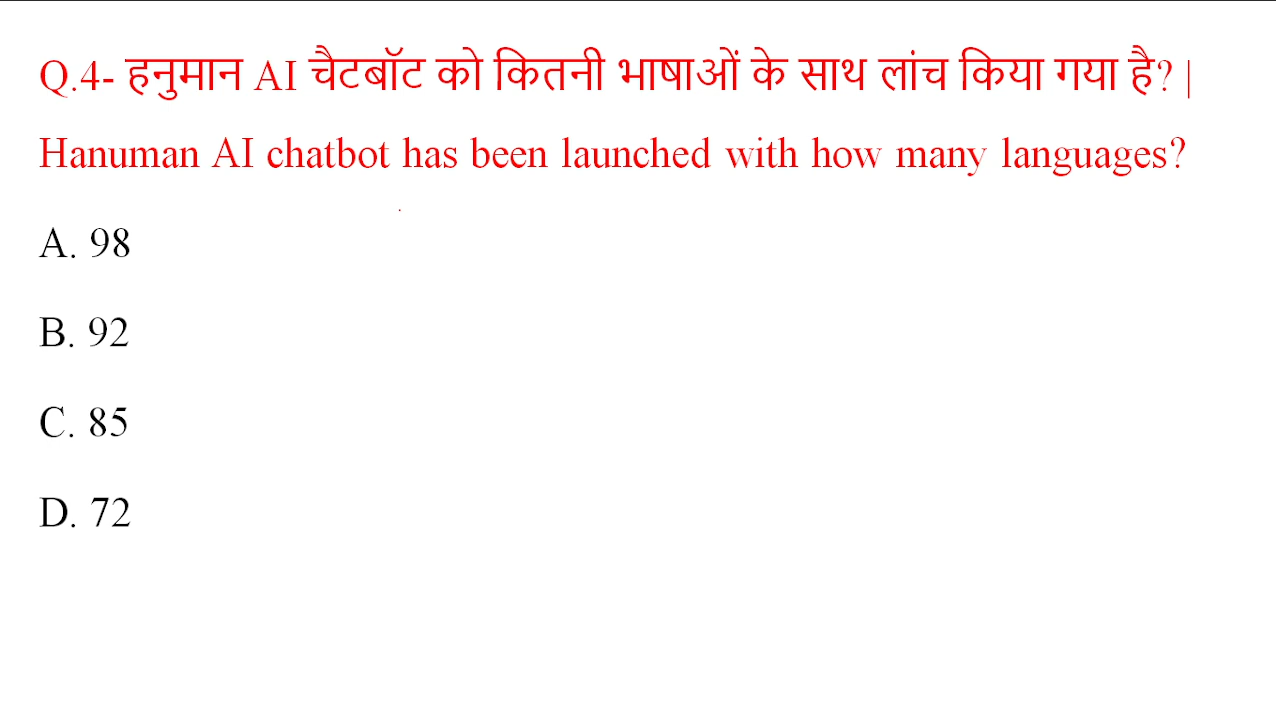 Q.4- हनुमान AI चैटबॉट को कितनी भाषाओं के साथ लांच किया गया है? |
Hanuman AI chatbot has been launched with how many languages?
A. 98
B. 92
C. 85
D. 72